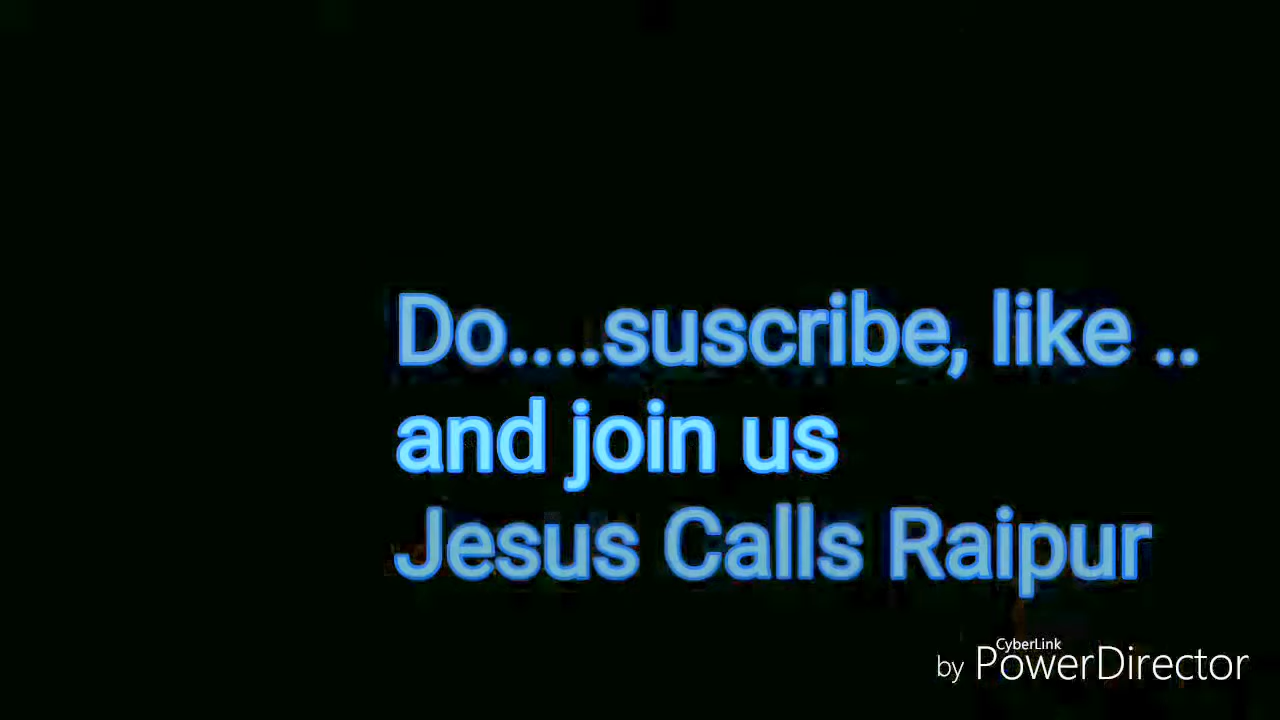 Do....suscribe, like ..
and join us
Jesus Calls Raipur
CyberLink
by PowerDirector